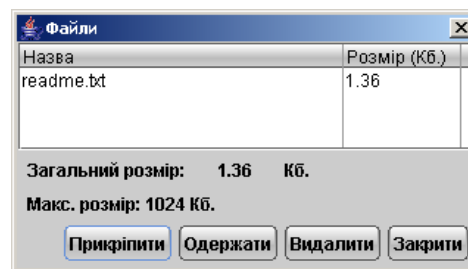 Файли
Назва Розмір (Кб.)
readme.txt 1.36
Загальний розмір: 1.36 Кб.
Макс. розмір: 1024 Кб.
Прикріпити Одержати Видалити Закрити